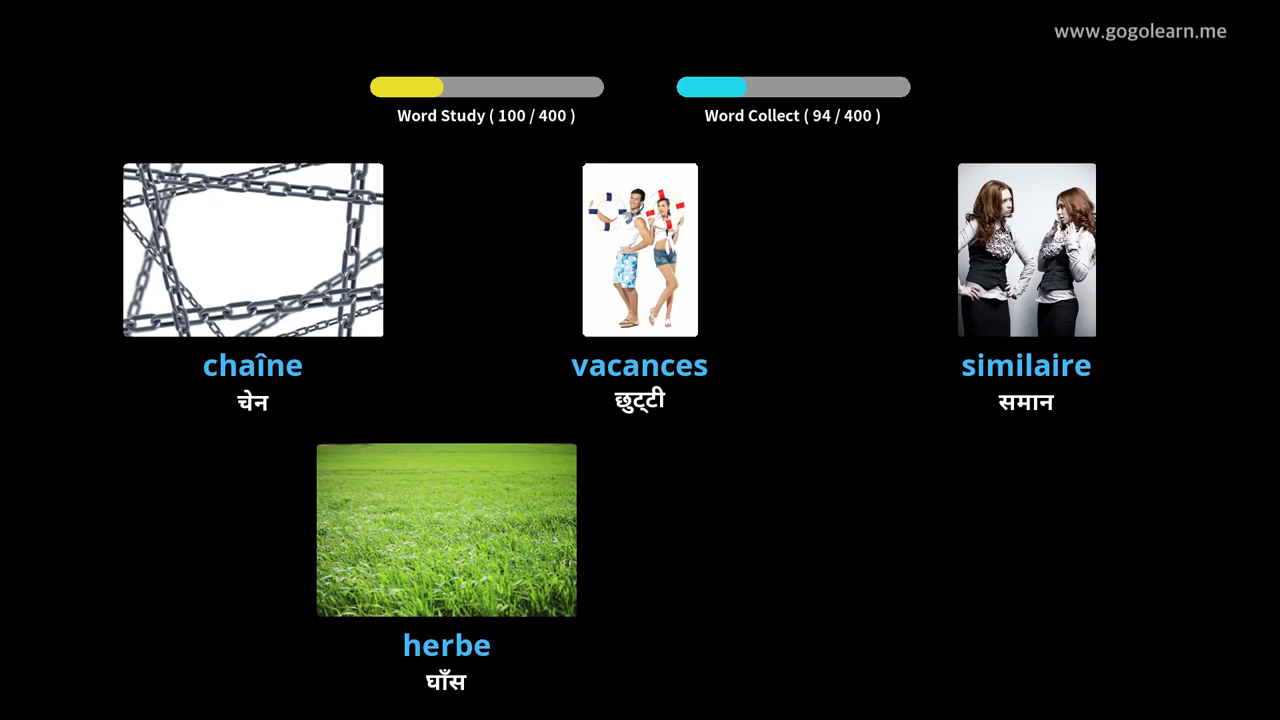 www.gogolearn.me
Word Study ( 100 / 400 )
Word Collect ( 94 / 400 )
chaîne
चेन
vacances
छुट्टी
similaire
समान
herbe
घाँस